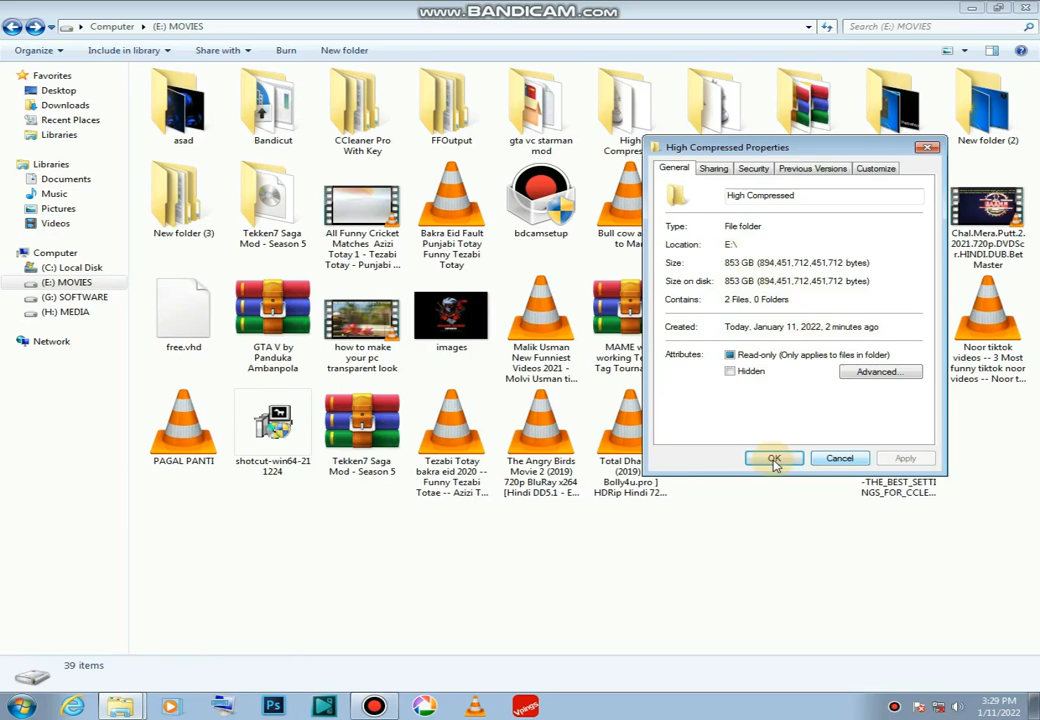 www.BANDICAM.com
Computer
(E:) MOVIES
Search (E:) MOVIES
Organize
Include in library
Share with
Burn
New folder
Favorites
Desktop
Downloads
Recent Places
Libraries
Libraries
Documents
Music
Pictures
Videos
Computer
(C:) Local Disk
(E:) MOVIES
(G:) SOFTWARE
(H:) MEDIA
Network
asad
Bandicut
CCleaner Pro
With Key
FFOutput
gta vc starman
mod
High
Compres
New folder (2)
New folder (3)
Tekken7 Saga
Mod - Season 5
All Funny Cricket
Matches Azizi
Totay 1 - Tezabi
Totay - Punjabi ...
Bakra Eid Fault
Punjabi Totay
Tezabi Totay
bdcamsetup
Bull cow a
to Mar
Chal.Mera.Putt.2
.2021.720p.DVDSc
r.HINDI.DUB.Bet
Master
free.vhd
GTA V by
Panduka
Ambanpola
how to make
your pc
transparent look
images
Malik Usman
New Funniest
Videos 2021 -
Molvi Usman ti...
MAME w
working Te
Tag Tourna
Noor tiktok
videos -- 3 Most
funny tiktok noor
videos -- Noor t...
PAGAL PANTI
shotcut-win64-21
1224
Tekken7 Saga
Mod - Season 5
Tezabi Totay
bakra eid 2020 --
Funny Tezabi
Totae -- Azizi T...
The Angry Birds
Movie 2 (2019)
720p BluRay x264
[Hindi DD5.1 - E...
Total Dha
(2019)
Bolly4u.pro ]
HDRip Hindi 72...
-THE_BEST_SETTI
NGS_FOR_CCLE...
High Compressed Properties
General
Sharing
Security
Previous Versions
Customize
High Compressed
Type: File folder
Location: E:\
Size: 853 GB (894,451,712,451,712 bytes)
Size on disk: 853 GB (894,451,712,451,712 bytes)
Contains: 2 Files, 0 Folders
Created: Today, January 11, 2022, 2 minutes ago
Attributes: Read-only (Only applies to files in folder)
Hidden
Advanced...
OK
Cancel
Apply
39 items
Ps
Vpings
3:29 PM
1/11/2022